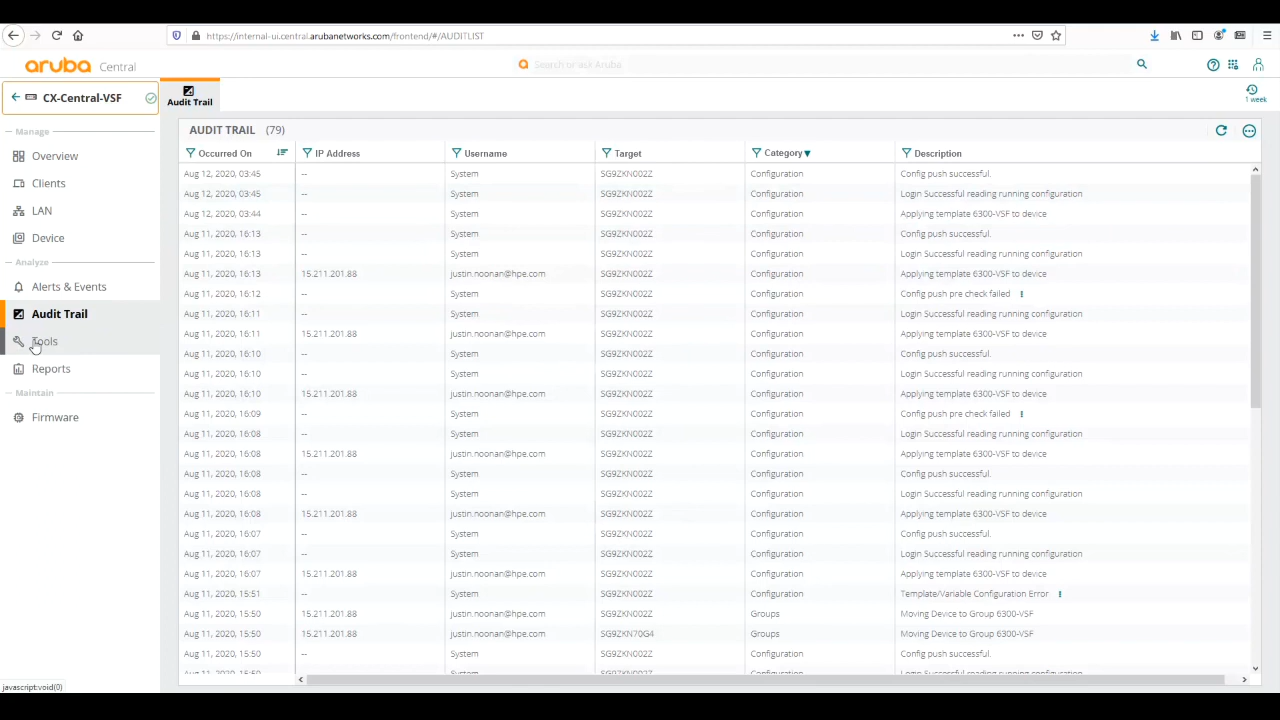 https://internal-ui.central.arubanetworks.com/frontend/#/AUDITLIST
aruba Central
Search or ask Aruba
CX-Central-VSF
Audit Trail
1 week
Manage
Overview
Clients
LAN
Device
Analyze
Alerts & Events
Audit Trail
Tools
Reports
Maintain
Firmware
AUDIT TRAIL (79)
Occurred On IP Address Username Target Category Description
Aug 12, 2020, 03:45 -- System SG9ZKN002Z Configuration Config push successful.
Aug 12, 2020, 03:45 -- System SG9ZKN002Z Configuration Login Successful reading running configuration
Aug 12, 2020, 03:44 -- System SG9ZKN002Z Configuration Applying template 6300-VSF to device
Aug 11, 2020, 16:13 -- System SG9ZKN002Z Configuration Config push successful.
Aug 11, 2020, 16:13 -- System SG9ZKN002Z Configuration Login Successful reading running configuration
Aug 11, 2020, 16:13 15.211.201.88 justin.noonan@hpe.com SG9ZKN002Z Configuration Applying template 6300-VSF to device
Aug 11, 2020, 16:12 -- System SG9ZKN002Z Configuration Config push pre check failed
Aug 11, 2020, 16:11 -- System SG9ZKN002Z Configuration Login Successful reading running configuration
Aug 11, 2020, 16:11 15.211.201.88 justin.noonan@hpe.com SG9ZKN002Z Configuration Applying template 6300-VSF to device
Aug 11, 2020, 16:10 -- System SG9ZKN002Z Configuration Config push successful.
Aug 11, 2020, 16:10 -- System SG9ZKN002Z Configuration Login Successful reading running configuration
Aug 11, 2020, 16:10 15.211.201.88 justin.noonan@hpe.com SG9ZKN002Z Configuration Applying template 6300-VSF to device
Aug 11, 2020, 16:09 -- System SG9ZKN002Z Configuration Config push pre check failed
Aug 11, 2020, 16:08 -- System SG9ZKN002Z Configuration Login Successful reading running configuration
Aug 11, 2020, 16:08 15.211.201.88 justin.noonan@hpe.com SG9ZKN002Z Configuration Applying template 6300-VSF to device
Aug 11, 2020, 16:08 -- System SG9ZKN002Z Configuration Config push successful.
Aug 11, 2020, 16:08 -- System SG9ZKN002Z Configuration Login Successful reading running configuration
Aug 11, 2020, 16:08 15.211.201.88 justin.noonan@hpe.com SG9ZKN002Z Configuration Applying template 6300-VSF to device
Aug 11, 2020, 16:07 -- System SG9ZKN002Z Configuration Config push successful.
Aug 11, 2020, 16:07 -- System SG9ZKN002Z Configuration Login Successful reading running configuration
Aug 11, 2020, 16:07 15.211.201.88 justin.noonan@hpe.com SG9ZKN002Z Configuration Applying template 6300-VSF to device
Aug 11, 2020, 15:51 -- System SG9ZKN002Z Configuration Template/Variable Configuration Error
Aug 11, 2020, 15:50 15.211.201.88 justin.noonan@hpe.com SG9ZKN002Z Groups Moving Device to Group 6300-VSF
Aug 11, 2020, 15:50 15.211.201.88 justin.noonan@hpe.com SG9ZKN70G4 Groups Moving Device to Group 6300-VSF
Aug 11, 2020, 15:50 -- System SG9ZKN002Z Configuration Config push successful.
javascript:void(0)